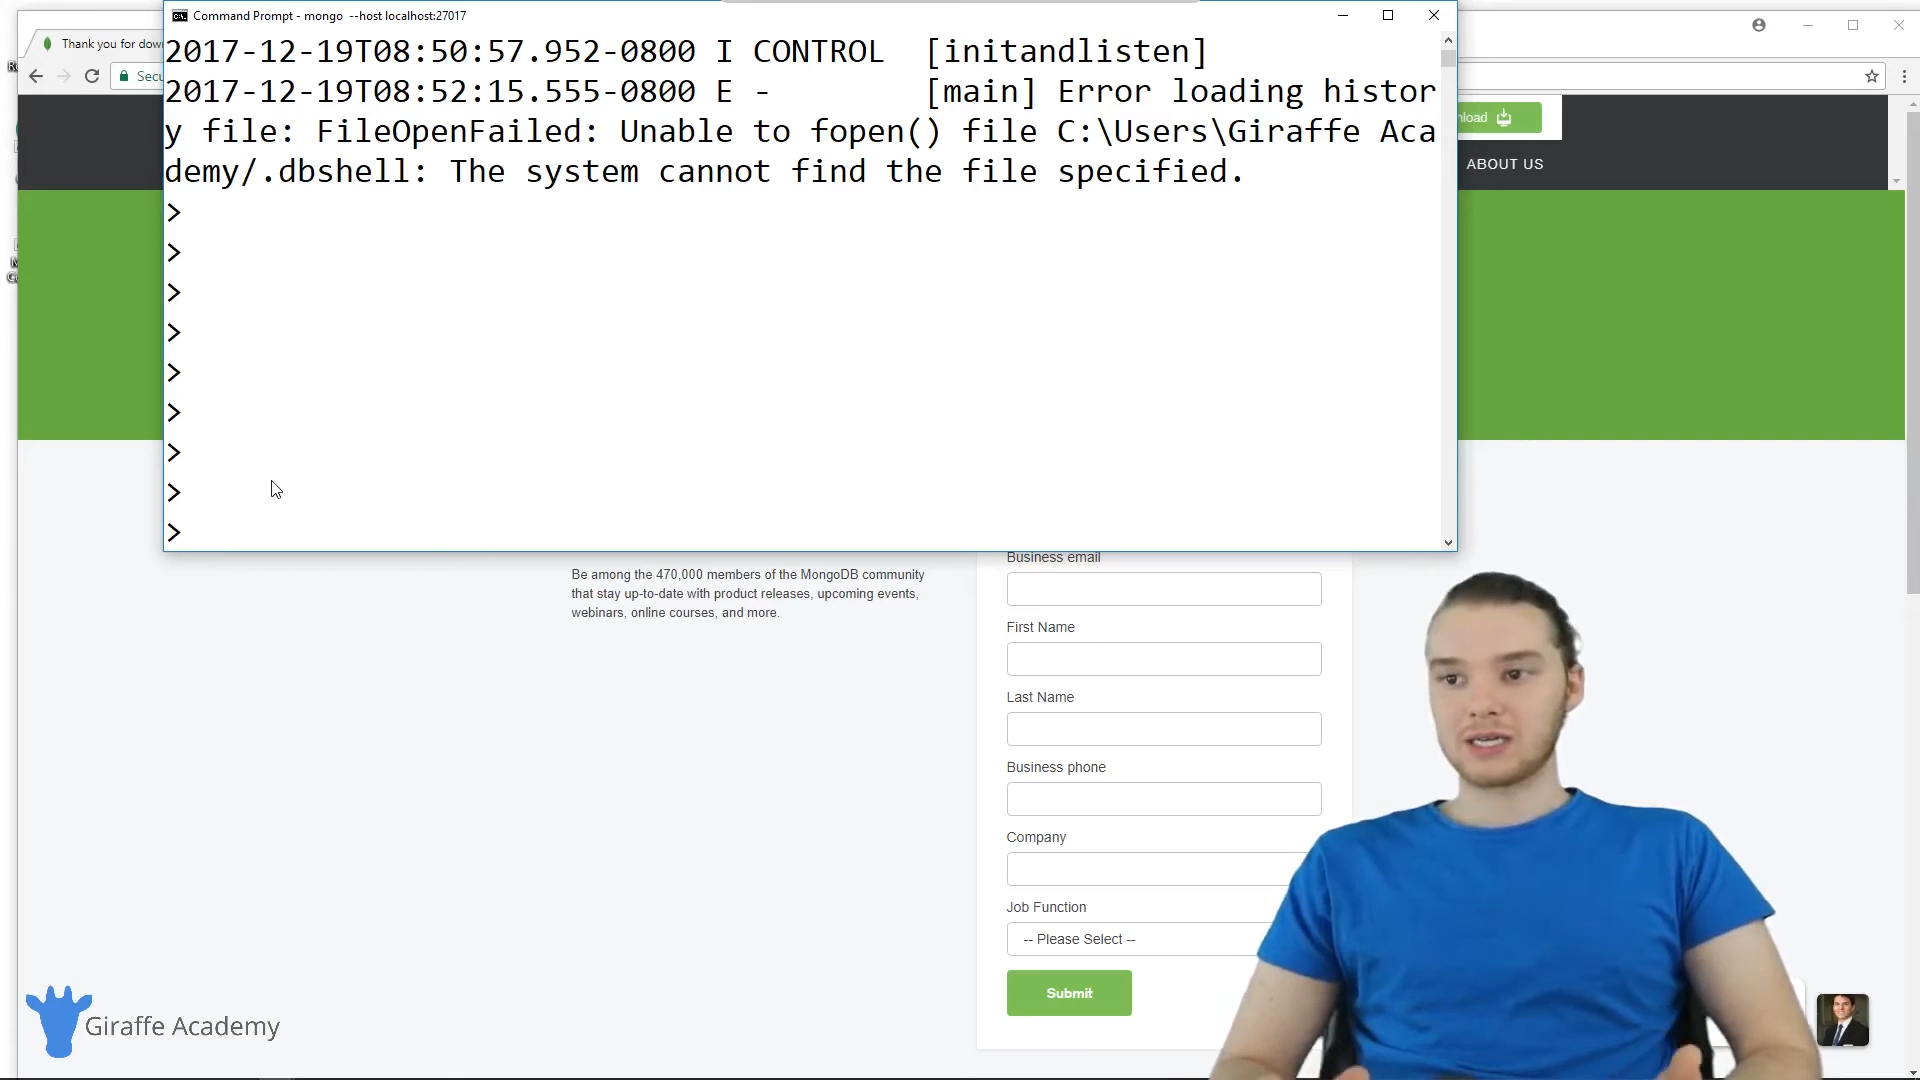 Command Prompt - mongo --host localhost:27017
Thank you for dow
Secu
2017-12-19T08:50:57.952-0800 I CONTROL [initandlisten]
2017-12-19T08:52:15.555-0800 E - [main] Error loading histor
y file: FileOpenFailed: Unable to fopen() file C:\Users\Giraffe Aca
demy/.dbshell: The system cannot find the file specified.
>
>
>
>
>
>
>
>
>
nload
ABOUT US
Be among the 470,000 members of the MongoDB community
that stay up-to-date with product releases, upcoming events,
webinars, online courses, and more.
Business email
First Name
Last Name
Business phone
Company
Job Function
-- Please Select --
Submit
Giraffe Academy